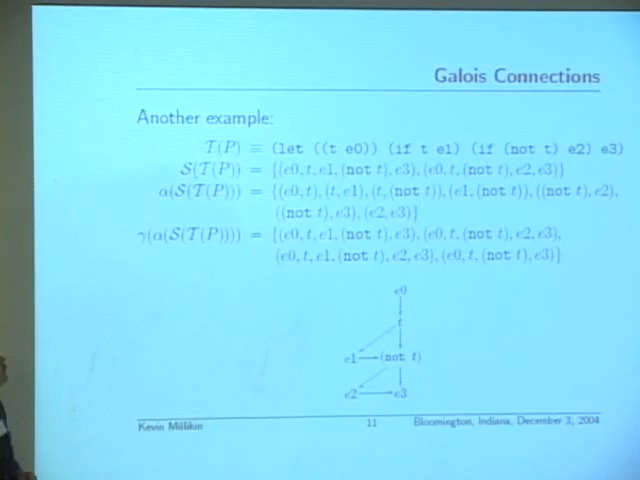 Galois Connections
Another example:
T(P) ≡ (let ((t e0)) (if t e1) (if (not t) e2) e3)
S(T(P)) = {(e0, t, e1, (not t), e3), (e0, t, (not t), e2, e3)}
α(S(T(P))) = {(e0, t), (t, e1), (t, (not t)), (e1, (not t)), ((not t), e2),
((not t), e3), (e2, e3)}
γ(α(S(T(P)))) = {(e0, t, e1, (not t), e3), (e0, t, (not t), e2, e3),
(e0, t, e1, (not t), e2, e3), (e0, t, (not t), e3)}
e0
t
e1 (not t)
e2 e3
Kevin Millikin 11 Bloomington, Indiana, December 3, 2004